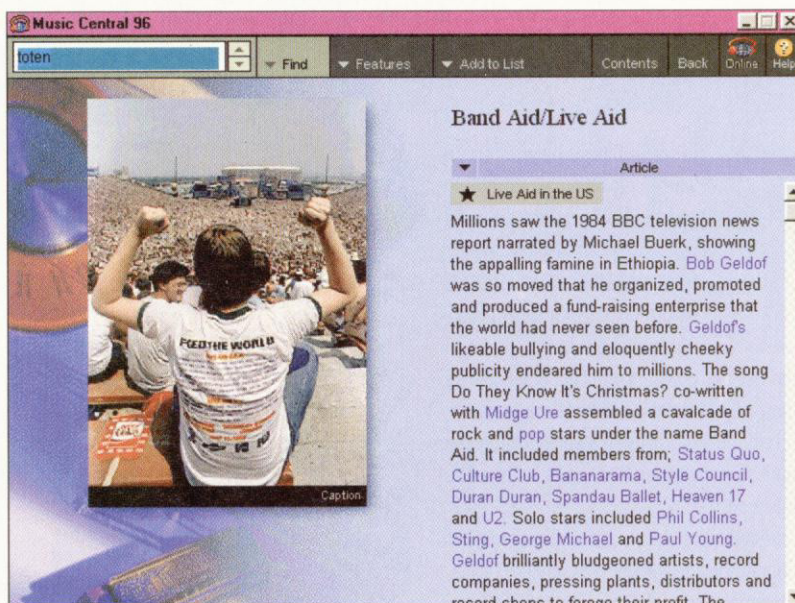 Music Central 96
toten
Find
Features
Add to List
Contents
Back
Online
Help
Band Aid/Live Aid
Article
Live Aid in the US
Millions saw the 1984 BBC television news
report narrated by Michael Buerk, showing
the appalling famine in Ethiopia. Bob Geldof
was so moved that he organized, promoted
and produced a fund-raising enterprise that
the world had never seen before. Geldof's
likeable bullying and eloquently cheeky
publicity endeared him to millions. The song
Do They Know It's Christmas? co-written
with Midge Ure assembled a cavalcade of
rock and pop stars under the name Band
Aid. It included members from; Status Quo,
Culture Club, Bananarama, Style Council,
Duran Duran, Spandau Ballet, Heaven 17
and U2. Solo stars included Phil Collins,
Sting, George Michael and Paul Young.
Geldof brilliantly bludgeoned artists, record
companies, pressing plants, distributors and
record shops to forego their profit. The
FEED THE WORLD
Caption